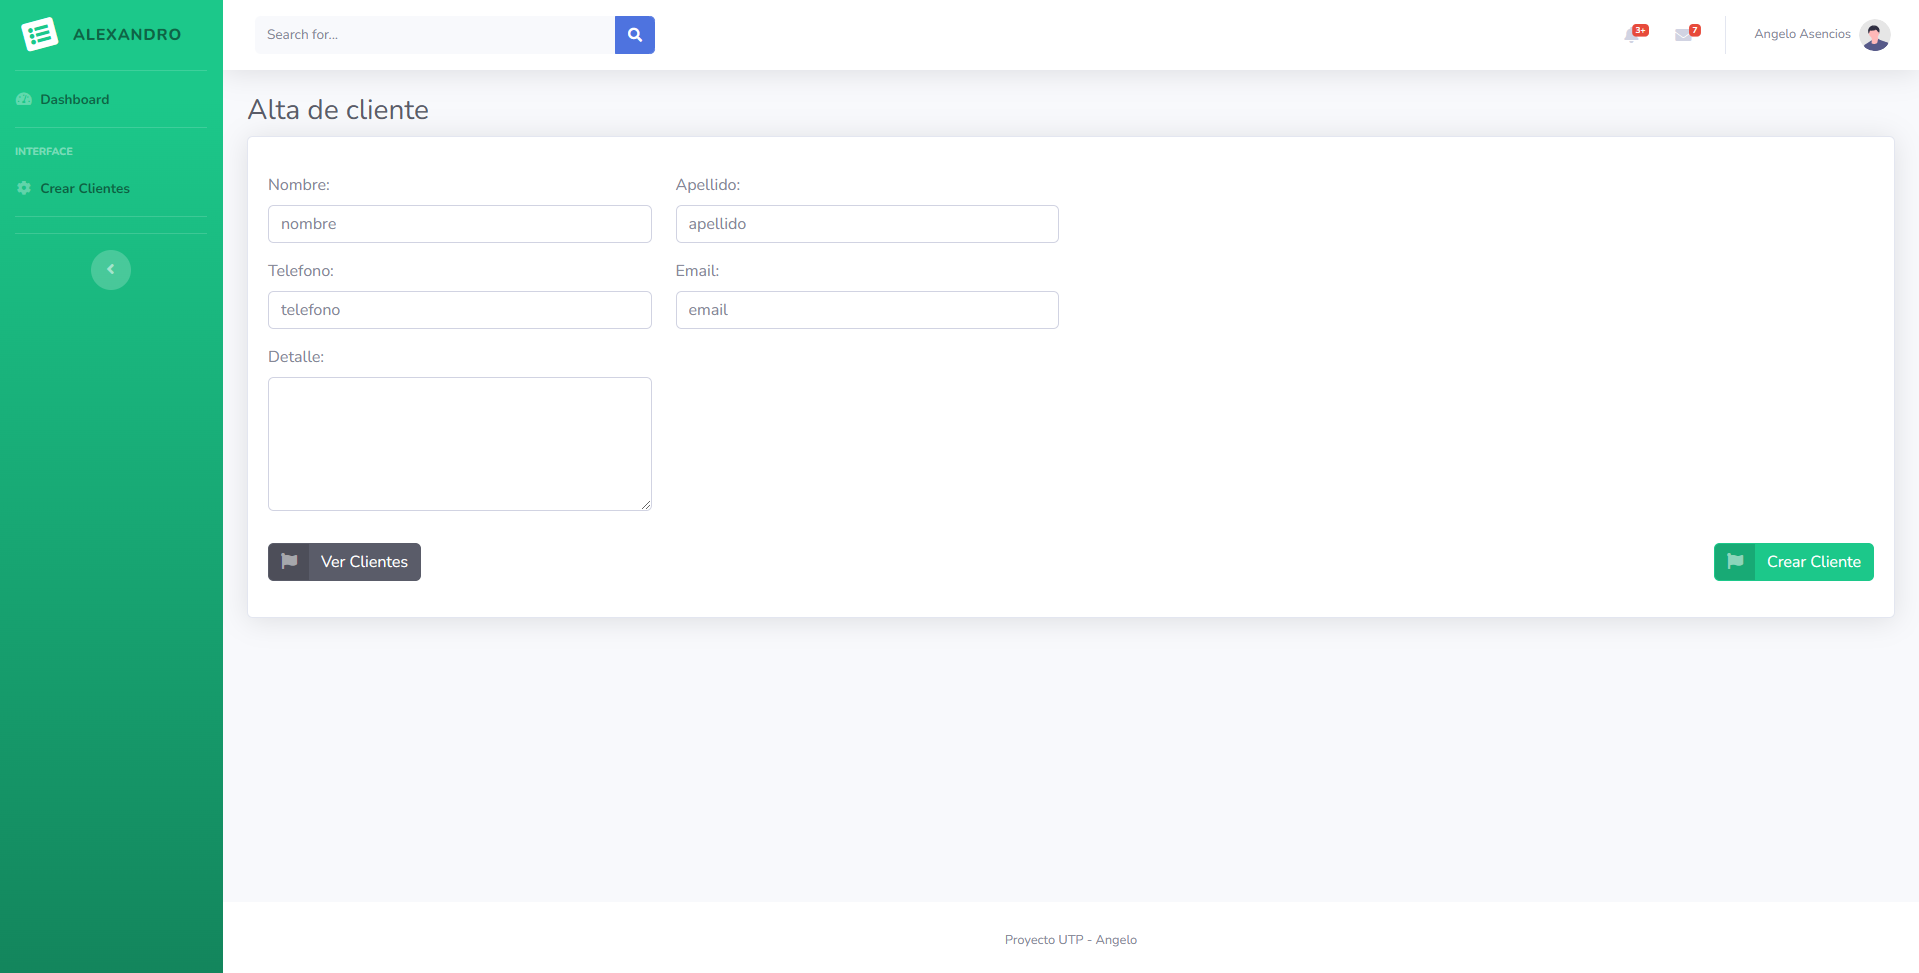 ALEXANDRO
Dashboard
INTERFACE
Crear Clientes
Search for...
3+
7
Angelo Asencios
Alta de cliente
Nombre:
Apellido:
nombre
apellido
Telefono:
Email:
telefono
email
Detalle:
Ver Clientes
Crear Cliente
Proyecto UTP - Angelo